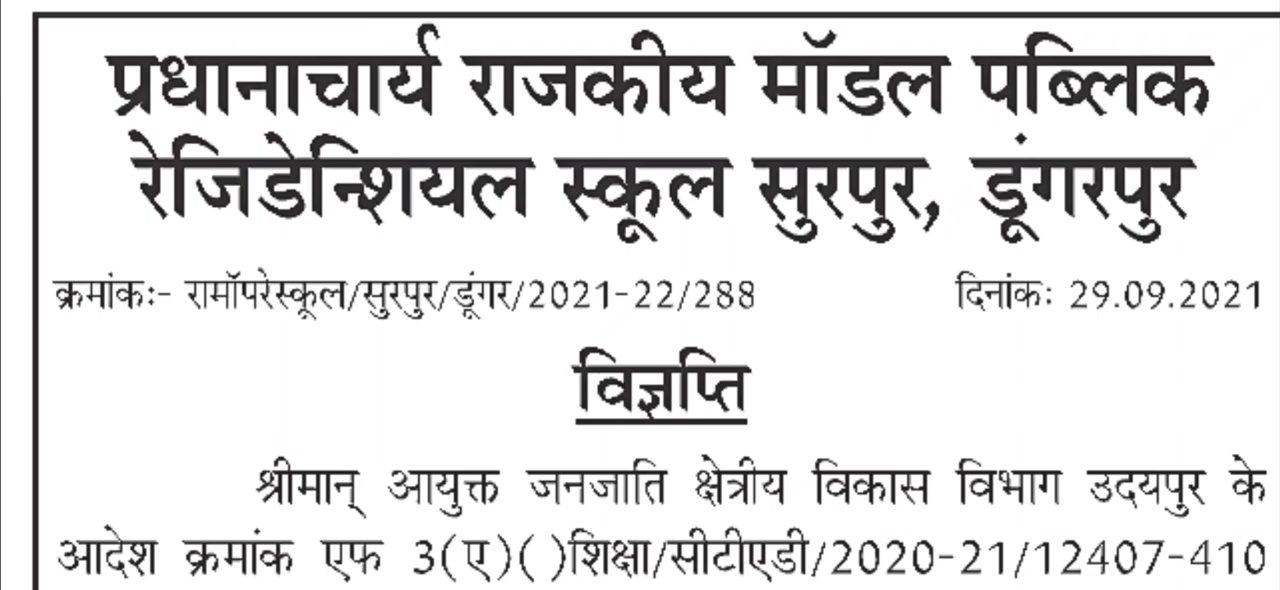 प्रधानाचार्य राजकीय मॉडल पब्लिक
रेजिडेन्शियल स्कूल सुरपुर, डूंगरपुर
क्रमांकः- रामॉपरेस्कूल/सुरपुर/डूंगर/2021-22/288 दिनांकः 29.09.2021
विज्ञप्ति
श्रीमान् आयुक्त जनजाति क्षेत्रीय विकास विभाग उदयपुर के
आदेश क्रमांक एफ 3(ए)( )शिक्षा/सीटीएडी/2020-21/12407-410